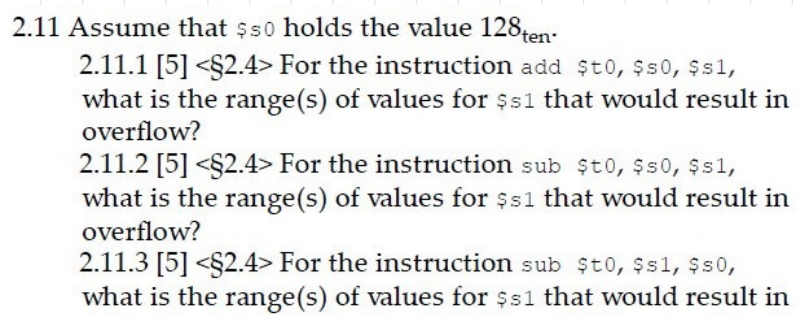 2.11 Assume that $s0 holds the value 128ten.
2.11.1 [5] <§2.4> For the instruction add $t0, $s0, $s1,
what is the range(s) of values for $s1 that would result in
overflow?
2.11.2 [5] <§2.4> For the instruction sub $t0, $s0, $s1,
what is the range(s) of values for $s1 that would result in
overflow?
2.11.3 [5] <§2.4> For the instruction sub $t0, $s1, $s0,
what is the range(s) of values for $s1 that would result in